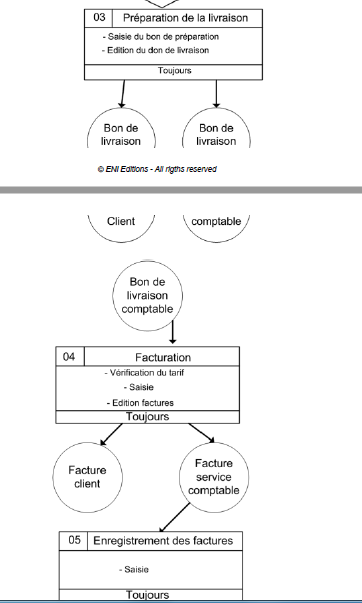 03 Préparation de la livraison
- Saisie du bon de préparation
- Edition du don de livraison
Toujours
Bon de livraison
Bon de livraison
© ENI Editions - All rigths reserved
Client
comptable
Bon de
livraison
comptable
04 Facturation
- Vérification du tarif
- Saisie
- Edition factures
Toujours
Facture
client
Facture
service
comptable
05 Enregistrement des factures
- Saisie
Toujours